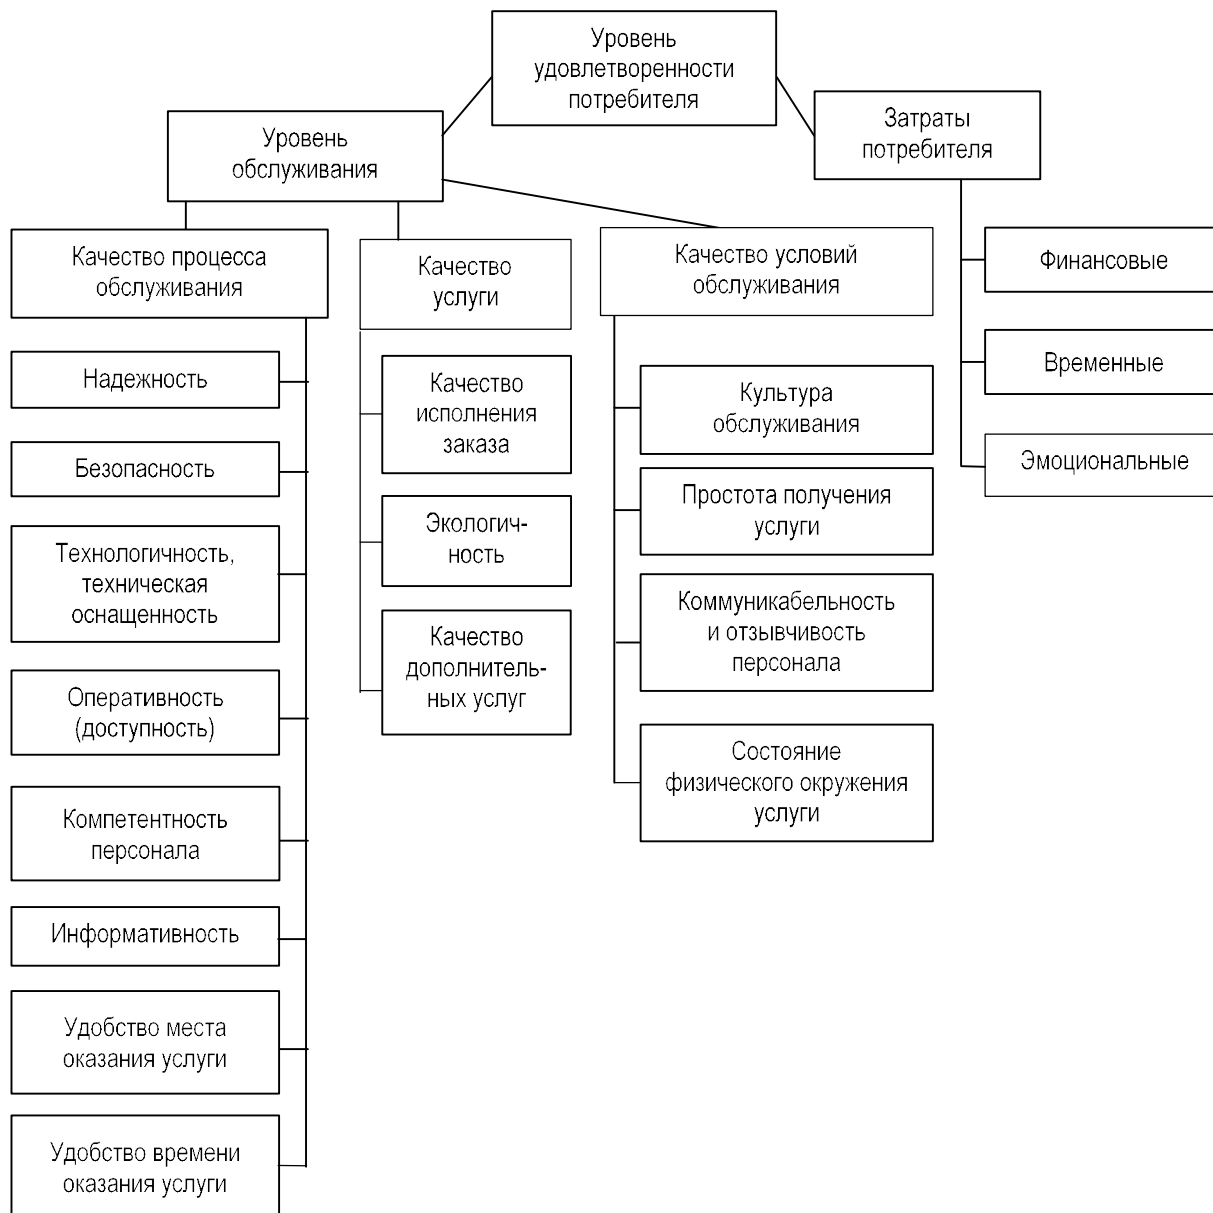 Уровень
удовлетворенности
потребителя
Уровень
обслуживания
Затраты
потребителя
Качество процесса
обслуживания
Надежность
Безопасность
Технологичность,
техническая
оснащенность
Оперативность
(доступность)
Компетентность
персонала
Информативность
Удобство места
оказания услуги
Удобство времени
оказания услуги
Качество
услуги
Качество
исполнения
заказа
Экологич-
ность
Качество
дополнитель-
ных услуг
Качество условий
обслуживания
Культура
обслуживания
Простота получения
услуги
Коммуникабельность
и отзывчивость
персонала
Состояние
физического окружения
услуги
Финансовые
Временные
Эмоциональные